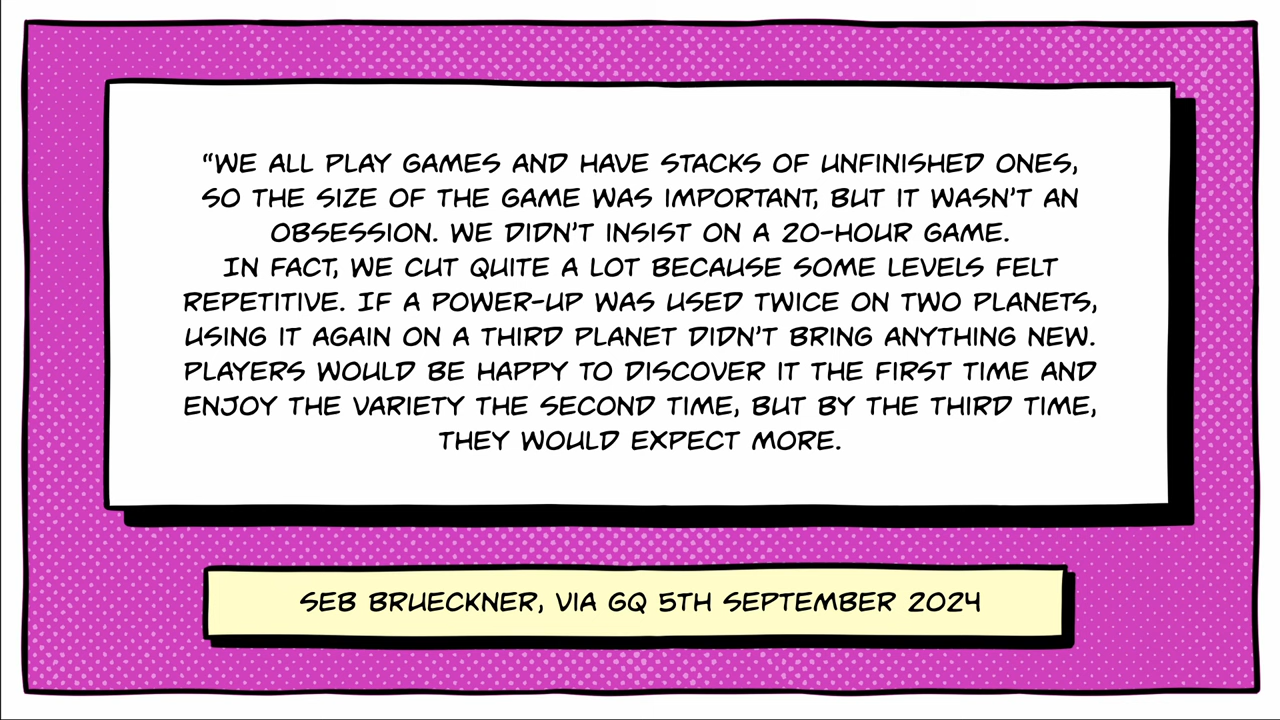 “WE ALL PLAY GAMES AND HAVE STACKS OF UNFINISHED ONES,
SO THE SIZE OF THE GAME WAS IMPORTANT, BUT IT WASN'T AN
OBSESSION. WE DIDN'T INSIST ON A 20-HOUR GAME.
IN FACT, WE CUT QUITE A LOT BECAUSE SOME LEVELS FELT
REPETITIVE. IF A POWER-UP WAS USED TWICE ON TWO PLANETS,
USING IT AGAIN ON A THIRD PLANET DIDN'T BRING ANYTHING NEW.
PLAYERS WOULD BE HAPPY TO DISCOVER IT THE FIRST TIME AND
ENJOY THE VARIETY THE SECOND TIME, BUT BY THE THIRD TIME,
THEY WOULD EXPECT MORE.
SEB BRUECKNER, VIA GQ 5TH SEPTEMBER 2024